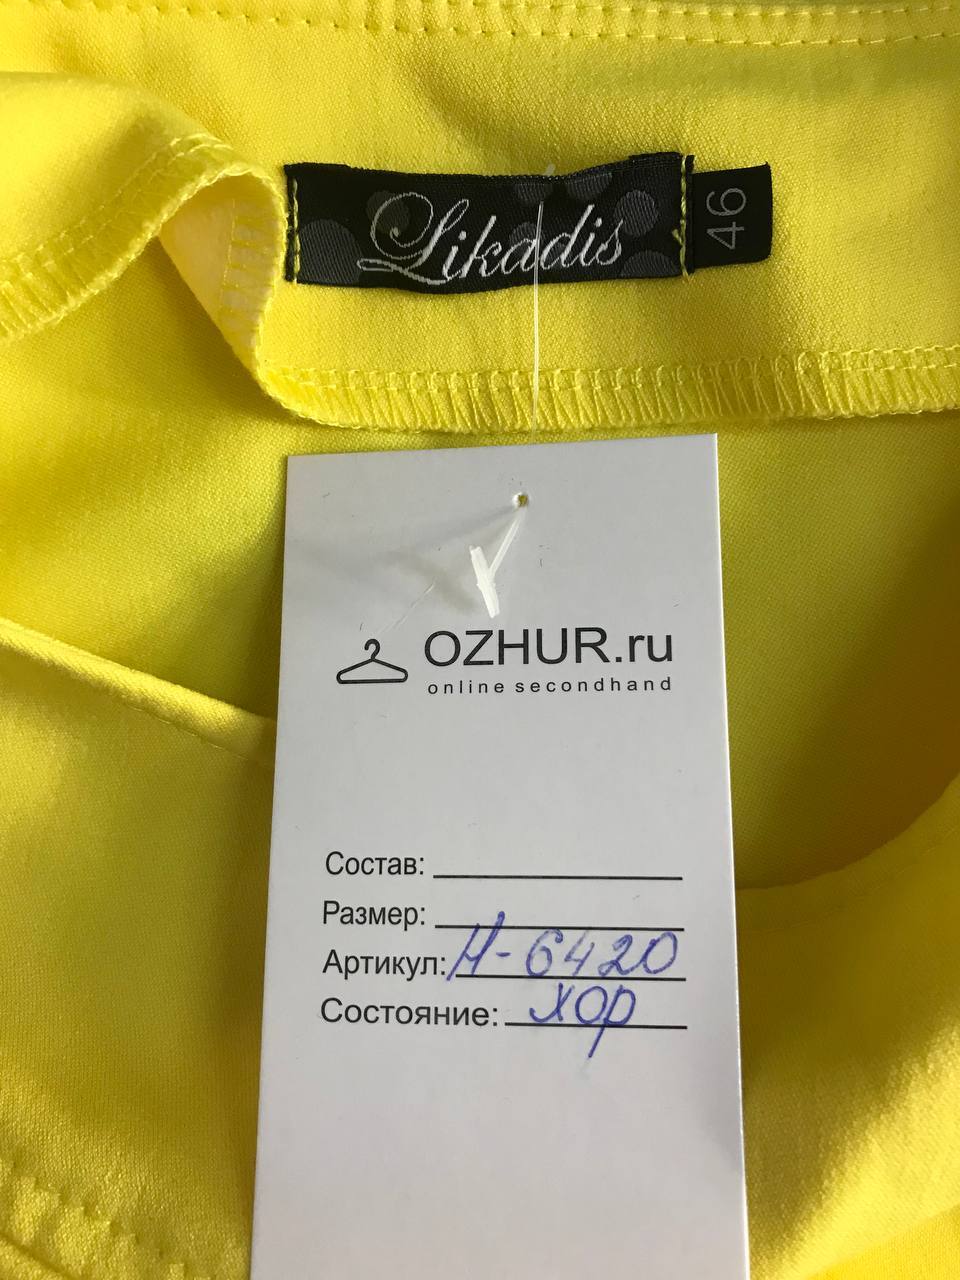 Likadis
46
OZHUR.ru
online secondhand
Состав:
Размер:
Артикул: Н-6420
Состояние: хор